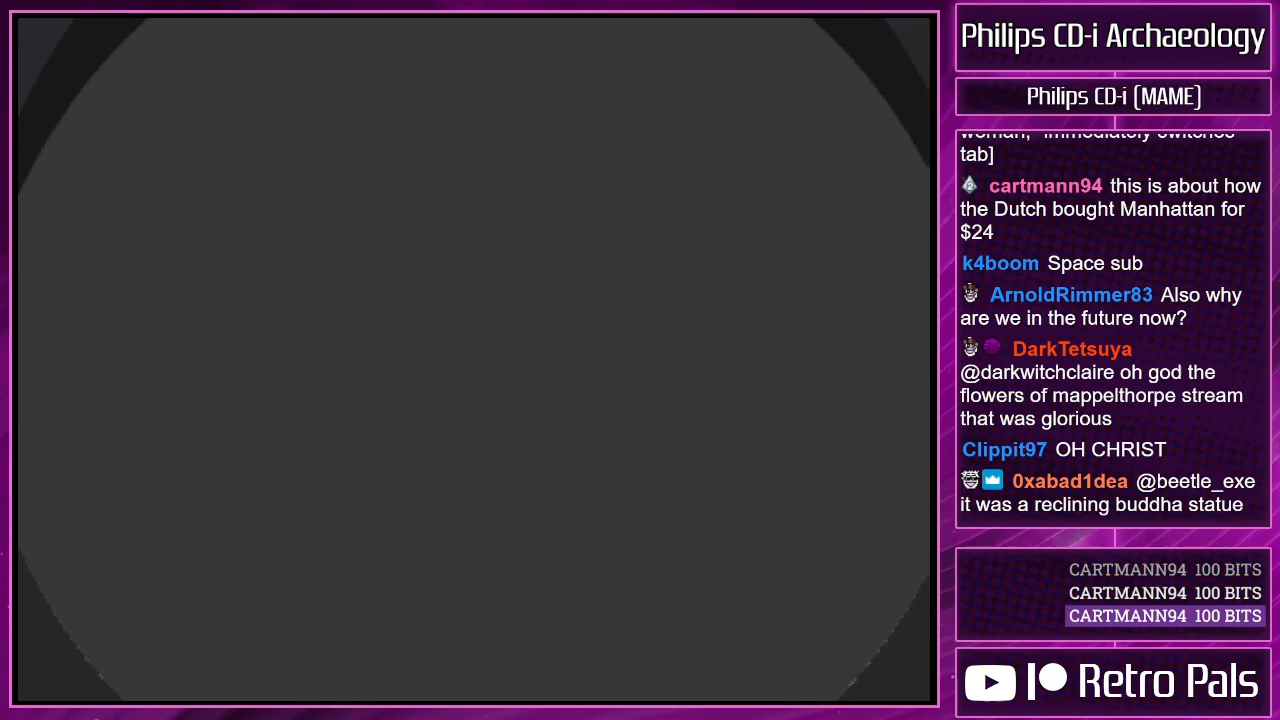 Philips CD-i Archaeology
Philips CD-i [MAME]
woman," *immediately switches
tab]
cartmann94 this is about how
the Dutch bought Manhattan for
$24
k4boom Space sub
ArnoldRimmer83 Also why
are we in the future now?
DarkTetsuya
@darkwitchclaire oh god the
flowers of mappelthorpe stream
that was glorious
Clippit97 OH CHRIST
0xabad1dea @beetle_exe
it was a reclining buddha statue
CARTMANN94 100 BITS
CARTMANN94 100 BITS
CARTMANN94 100 BITS
Retro Pals